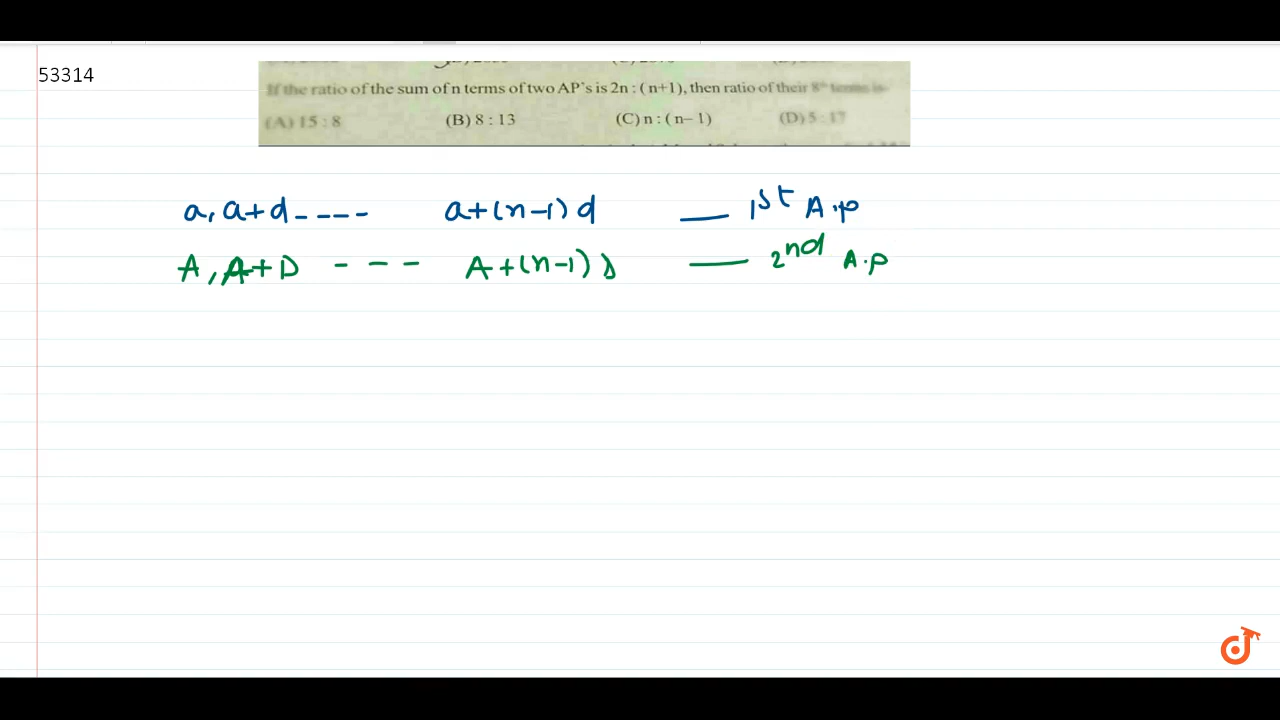 53314
If the ratio of the sum of n terms of two AP's is 2n : ( n+1), then ratio of their 8th terms is
(A) 15 : 8 (B) 8 : 13 (C) n : ( n– 1) (D) 5 : 17
a, a+d ---- a+(n-1)d — 1st A.p
A, A+D --- A+(n-1)D — 2nd A.p